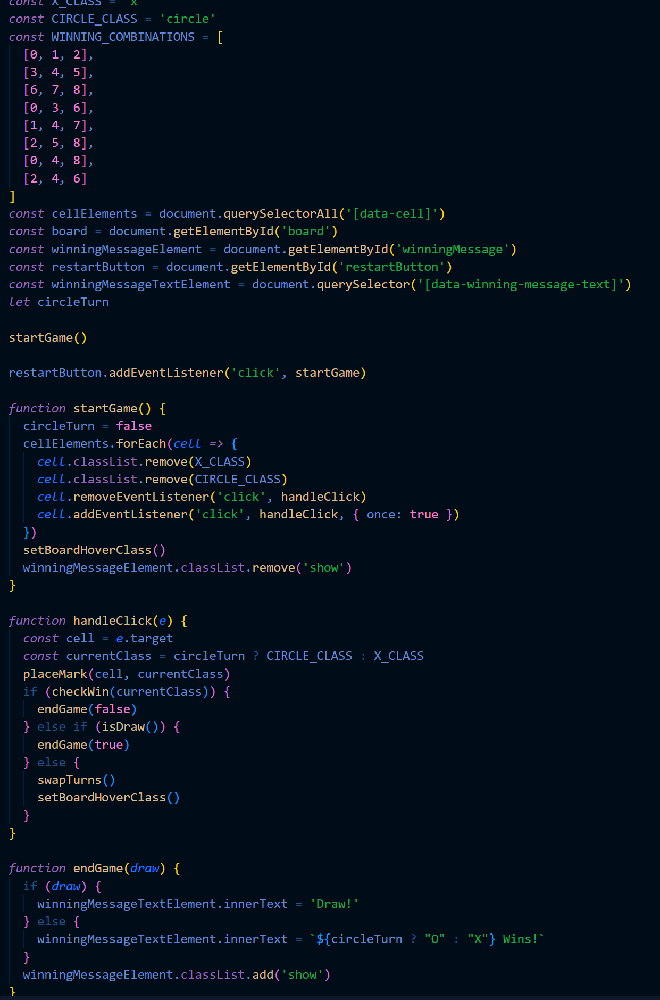 const X_CLASS = 'x'
const CIRCLE_CLASS = 'circle'
const WINNING_COMBINATIONS = [
  [0, 1, 2],
  [3, 4, 5],
  [6, 7, 8],
  [0, 3, 6],
  [1, 4, 7],
  [2, 5, 8],
  [0, 4, 8],
  [2, 4, 6]
]
const cellElements = document.querySelectorAll('[data-cell]')
const board = document.getElementById('board')
const winningMessageElement = document.getElementById('winningMessage')
const restartButton = document.getElementById('restartButton')
const winningMessageTextElement = document.querySelector('[data-winning-message-text]')
let circleTurn

startGame()

restartButton.addEventListener('click', startGame)

function startGame() {
  circleTurn = false
  cellElements.forEach(cell => {
    cell.classList.remove(X_CLASS)
    cell.classList.remove(CIRCLE_CLASS)
    cell.removeEventListener('click', handleClick)
    cell.addEventListener('click', handleClick, { once: true })
  })
  setBoardHoverClass()
  winningMessageElement.classList.remove('show')
}

function handleClick(e) {
  const cell = e.target
  const currentClass = circleTurn ? CIRCLE_CLASS : X_CLASS
  placeMark(cell, currentClass)
  if (checkWin(currentClass)) {
    endGame(false)
  } else if (isDraw()) {
    endGame(true)
  } else {
    swapTurns()
    setBoardHoverClass()
  }
}

function endGame(draw) {
  if (draw) {
    winningMessageTextElement.innerText = 'Draw!'
  } else {
    winningMessageTextElement.innerText = `${circleTurn ? "O" : "X"} Wins!`
  }
  winningMessageElement.classList.add('show')
}